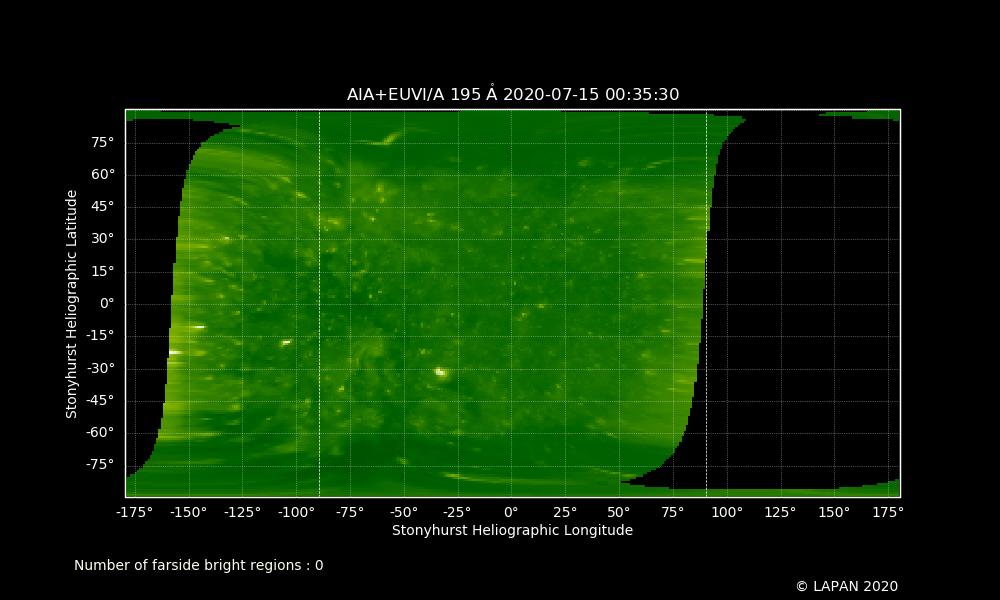 AIA+EUVI/A 195 Å 2020-07-15 00:35:30
Stonyhurst Heliographic Latitude
75°
60°
45°
30°
15°
0°
-15°
-30°
-45°
-60°
-75°
-175° -150° -125° -100° -75° -50° -25° 0° 25° 50° 75° 100° 125° 150° 175°
Stonyhurst Heliographic Longitude
Number of farside bright regions : 0
© LAPAN 2020